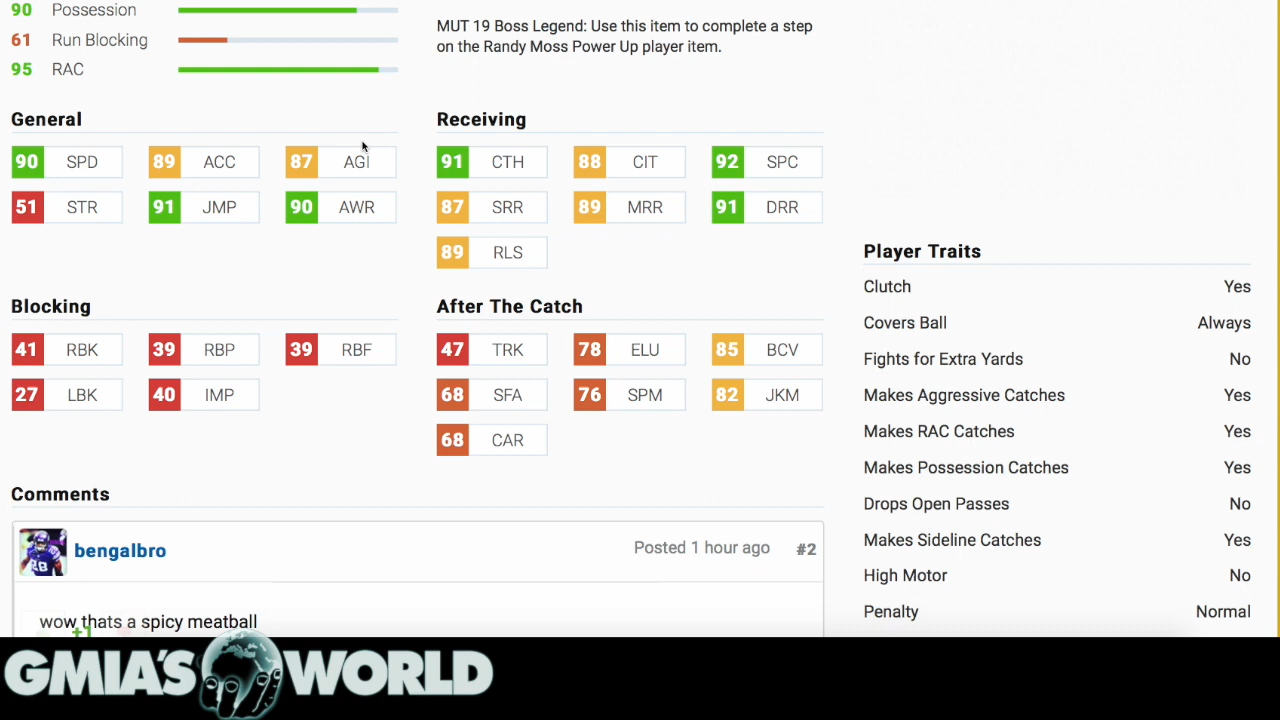 90 Possession
61 Run Blocking
95 RAC
MUT 19 Boss Legend: Use this item to complete a step
on the Randy Moss Power Up player item.
General
90 SPD 89 ACC 87 AGI
51 STR 91 JMP 90 AWR
Receiving
91 CTH 88 CIT 92 SPC
87 SRR 89 MRR 91 DRR
89 RLS
Blocking
41 RBK 39 RBP 39 RBF
27 LBK 40 IMP
After The Catch
47 TRK 78 ELU 85 BCV
68 SFA 76 SPM 82 JKM
68 CAR
Player Traits
Clutch Yes
Covers Ball Always
Fights for Extra Yards No
Makes Aggressive Catches Yes
Makes RAC Catches Yes
Makes Possession Catches Yes
Drops Open Passes No
Makes Sideline Catches Yes
High Motor No
Penalty Normal
Comments
bengalbro Posted 1 hour ago #2
wow thats a spicy meatball
+1
GMIA'S WORLD